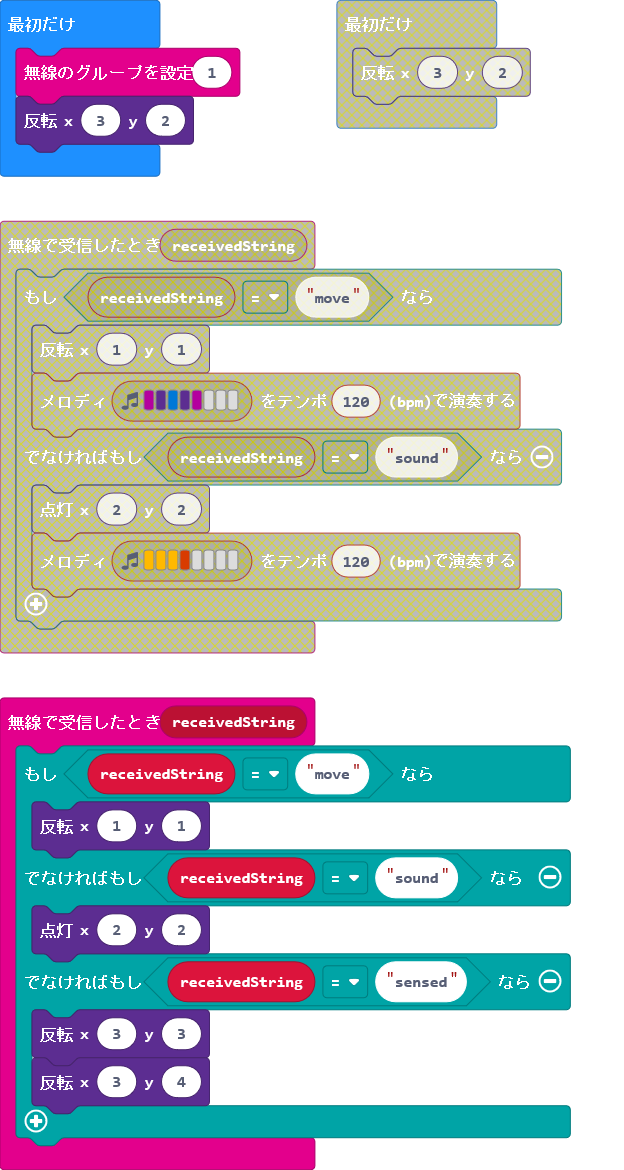 最初だけ
無線のグループを設定 1
反転 x 3 y 2
最初だけ
反転 x 3 y 2
無線で受信したとき receivedString
もし receivedString = ▼ "move" なら
反転 x 1 y 1
メロディ をテンポ 120 (bpm)で演奏する
でなければもし receivedString = ▼ "sound" なら
点灯 x 2 y 2
メロディ をテンポ 120 (bpm)で演奏する
無線で受信したとき receivedString
もし receivedString = ▼ "move" なら
反転 x 1 y 1
でなければもし receivedString = ▼ "sound" なら
点灯 x 2 y 2
でなければもし receivedString = ▼ "sensed" なら
反転 x 3 y 3
反転 x 3 y 4